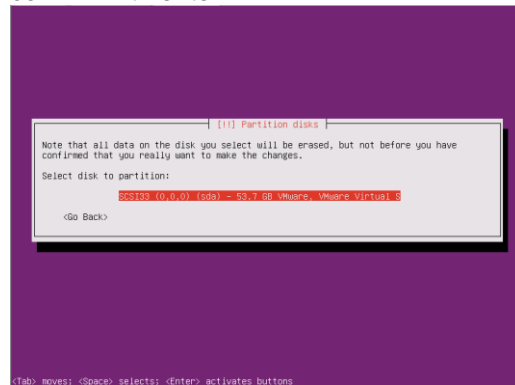 [!!] Partition disks
Note that all data on the disk you select will be erased, but not before you have
confirmed that you really want to make the changes.
Select disk to partition:
SCSI33 (0,0,0) (sda) - 53.7 GB VMware, VMware Virtual S
<Go Back>
<Tab> moves; <Space> selects; <Enter> activates buttons